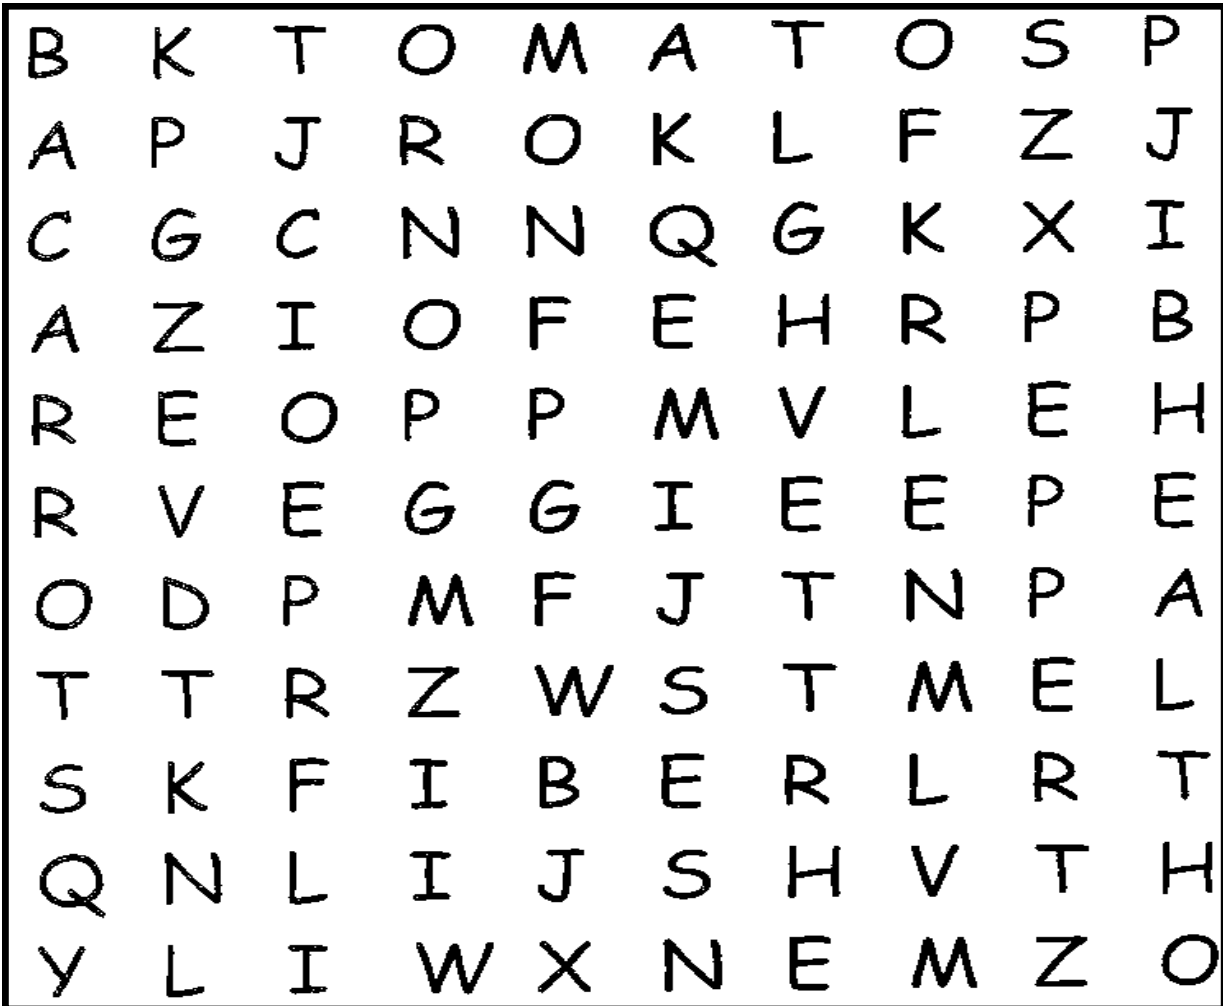 B K T O M A T O S P
A P J R O K L F Z J
C G C N N Q G K X I
A Z I O F E H R P B
R E O P P M V L E H
R V E G G I E E P E
O D P M F J T N P A
T T R Z W S T M E L
S K F I B E R L R T
Q N L I J S H V T H
Y L I W X N E M Z O